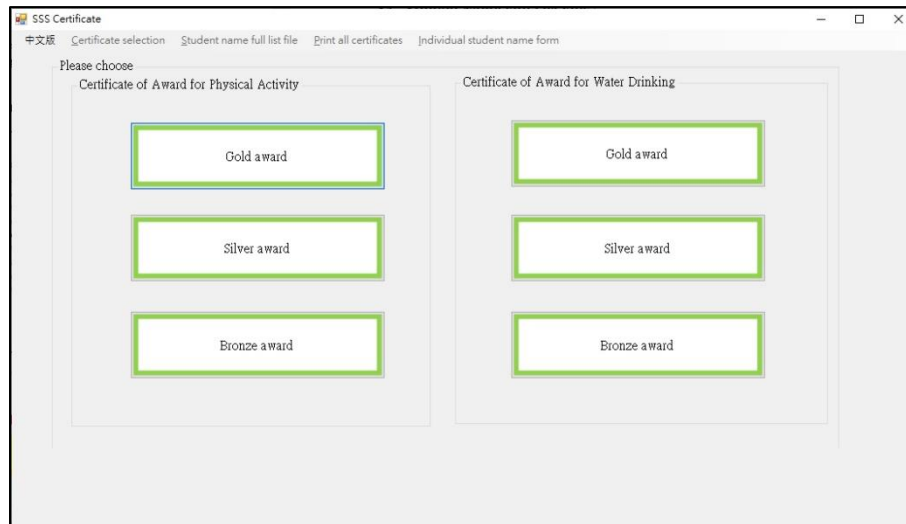 SSS Certificate
中文版 Certificate selection Student name full list file Print all certificates Individual student name form
Please choose
Certificate of Award for Physical Activity
Gold award
Silver award
Bronze award
Certificate of Award for Water Drinking
Gold award
Silver award
Bronze award